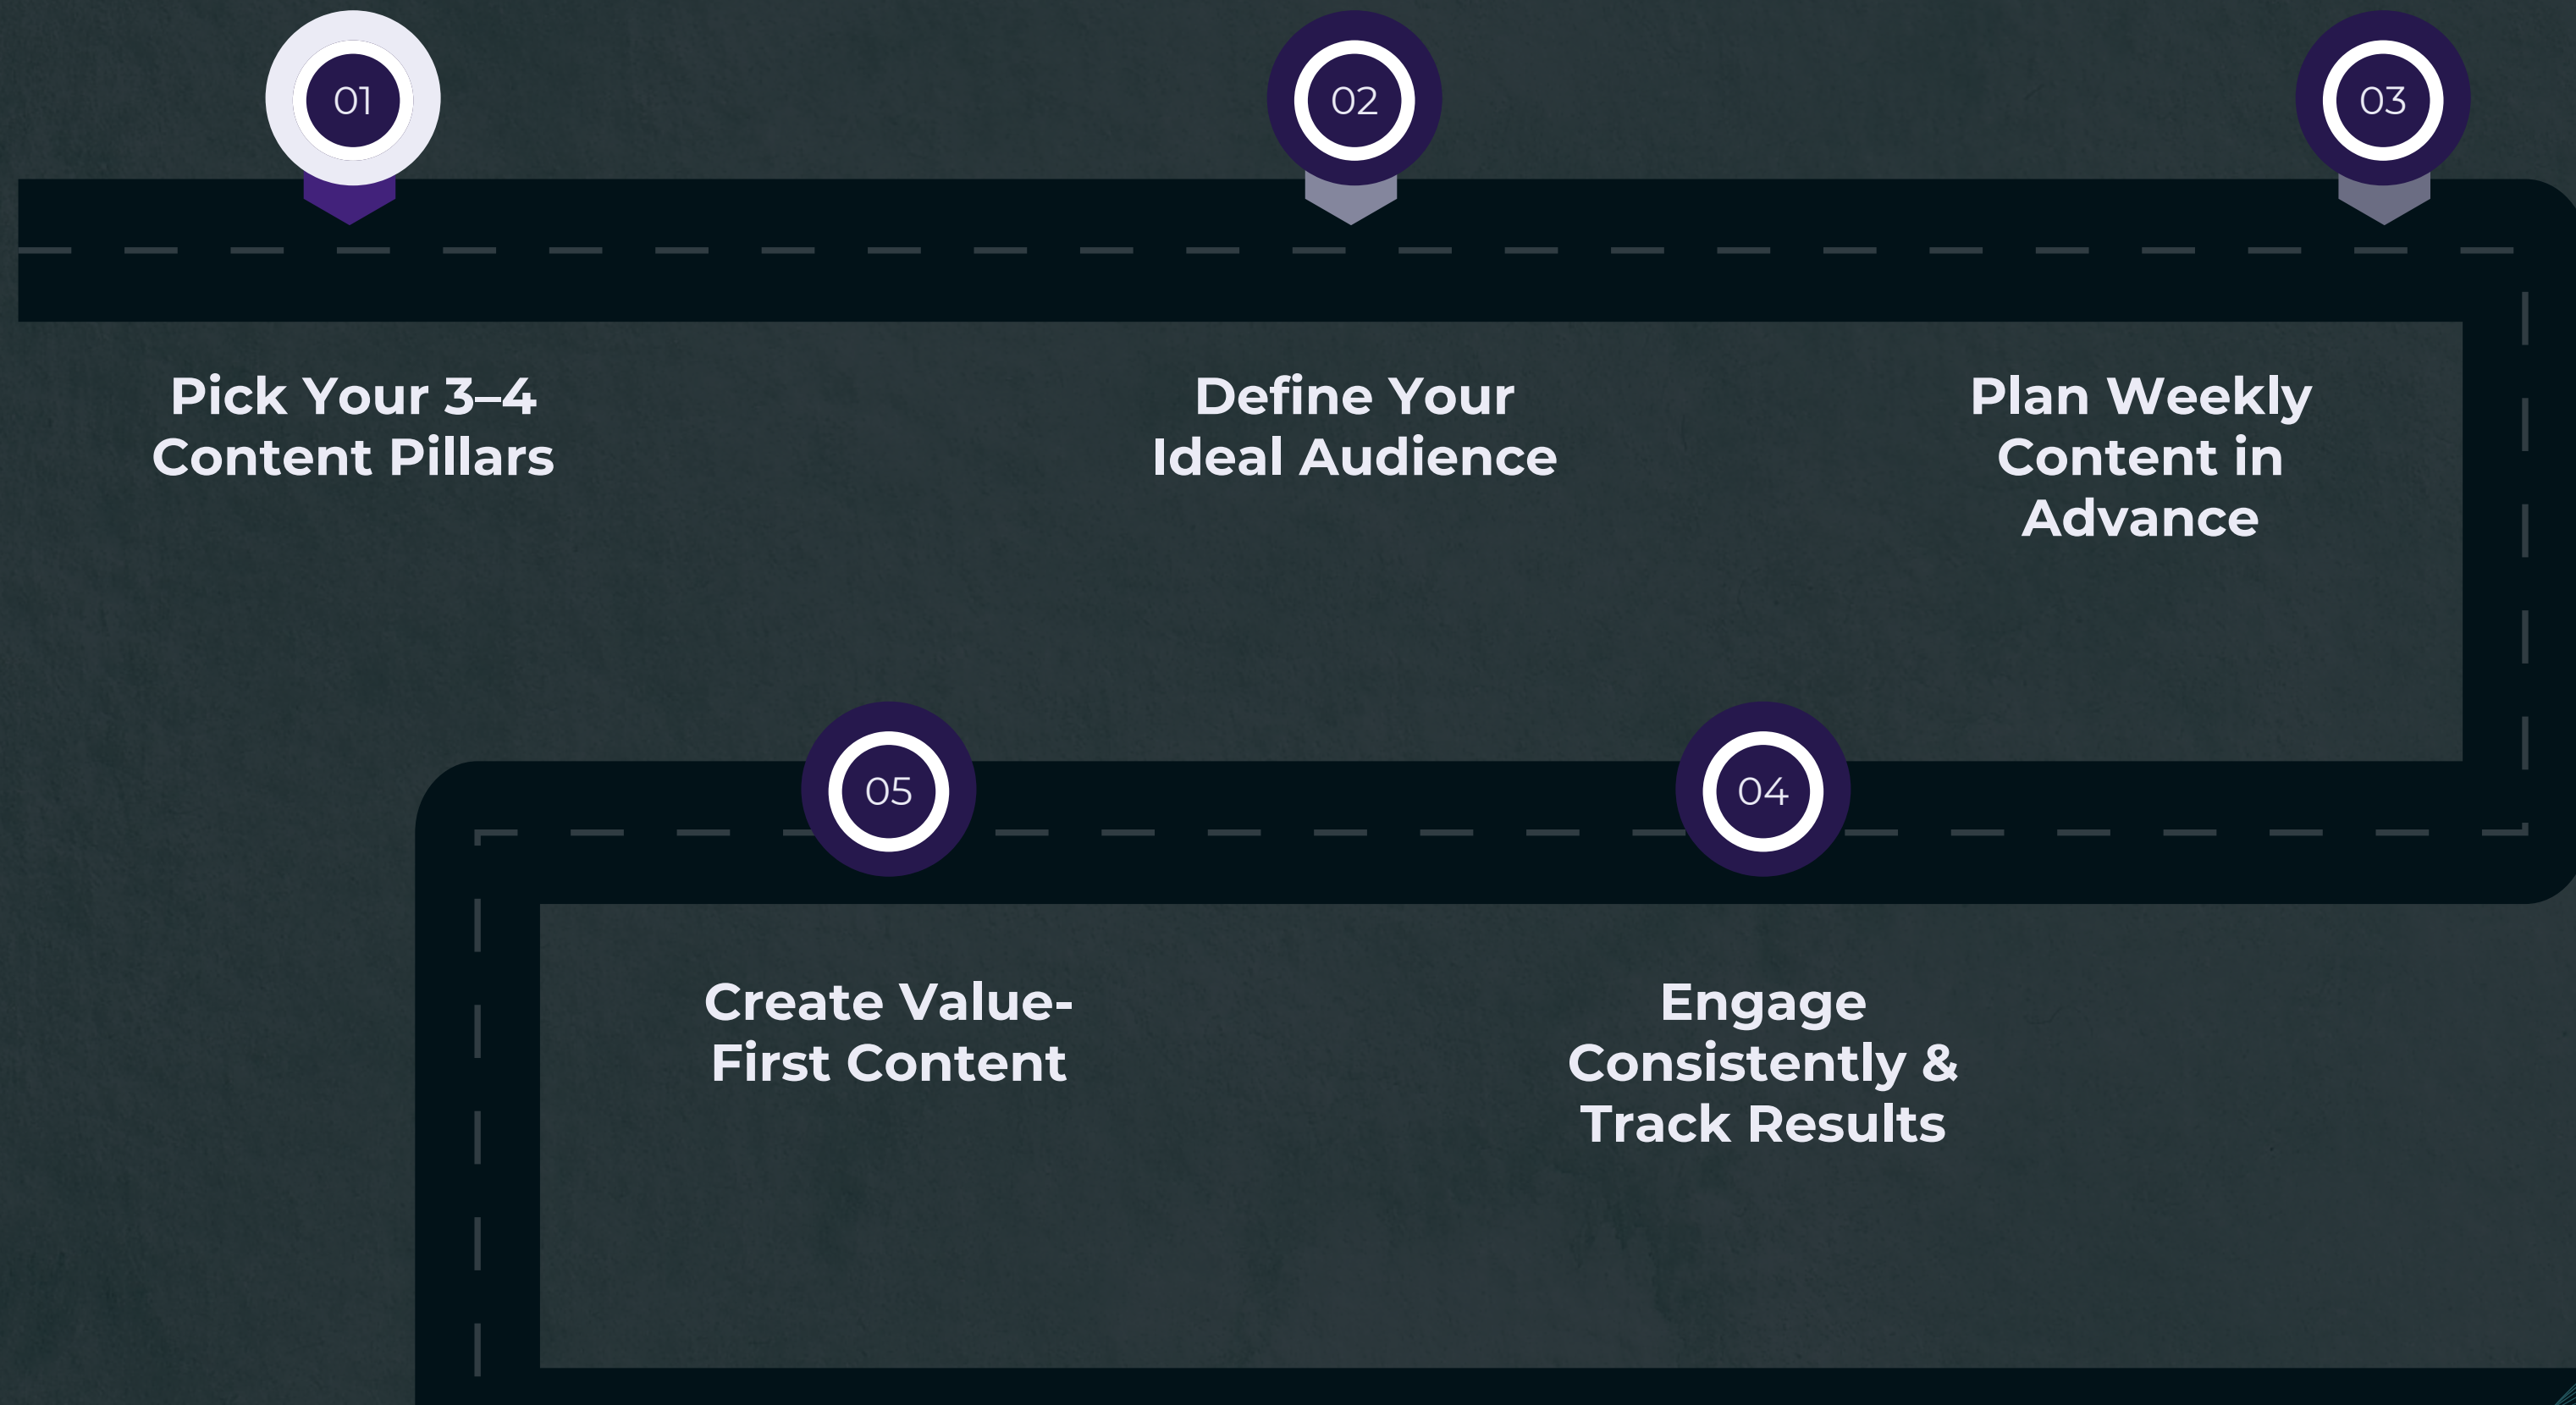 01
Pick Your 3–4
Content Pillars
02
Define Your
Ideal Audience
03
Plan Weekly
Content in
Advance
04
Engage
Consistently &
Track Results
05
Create Value-
First Content